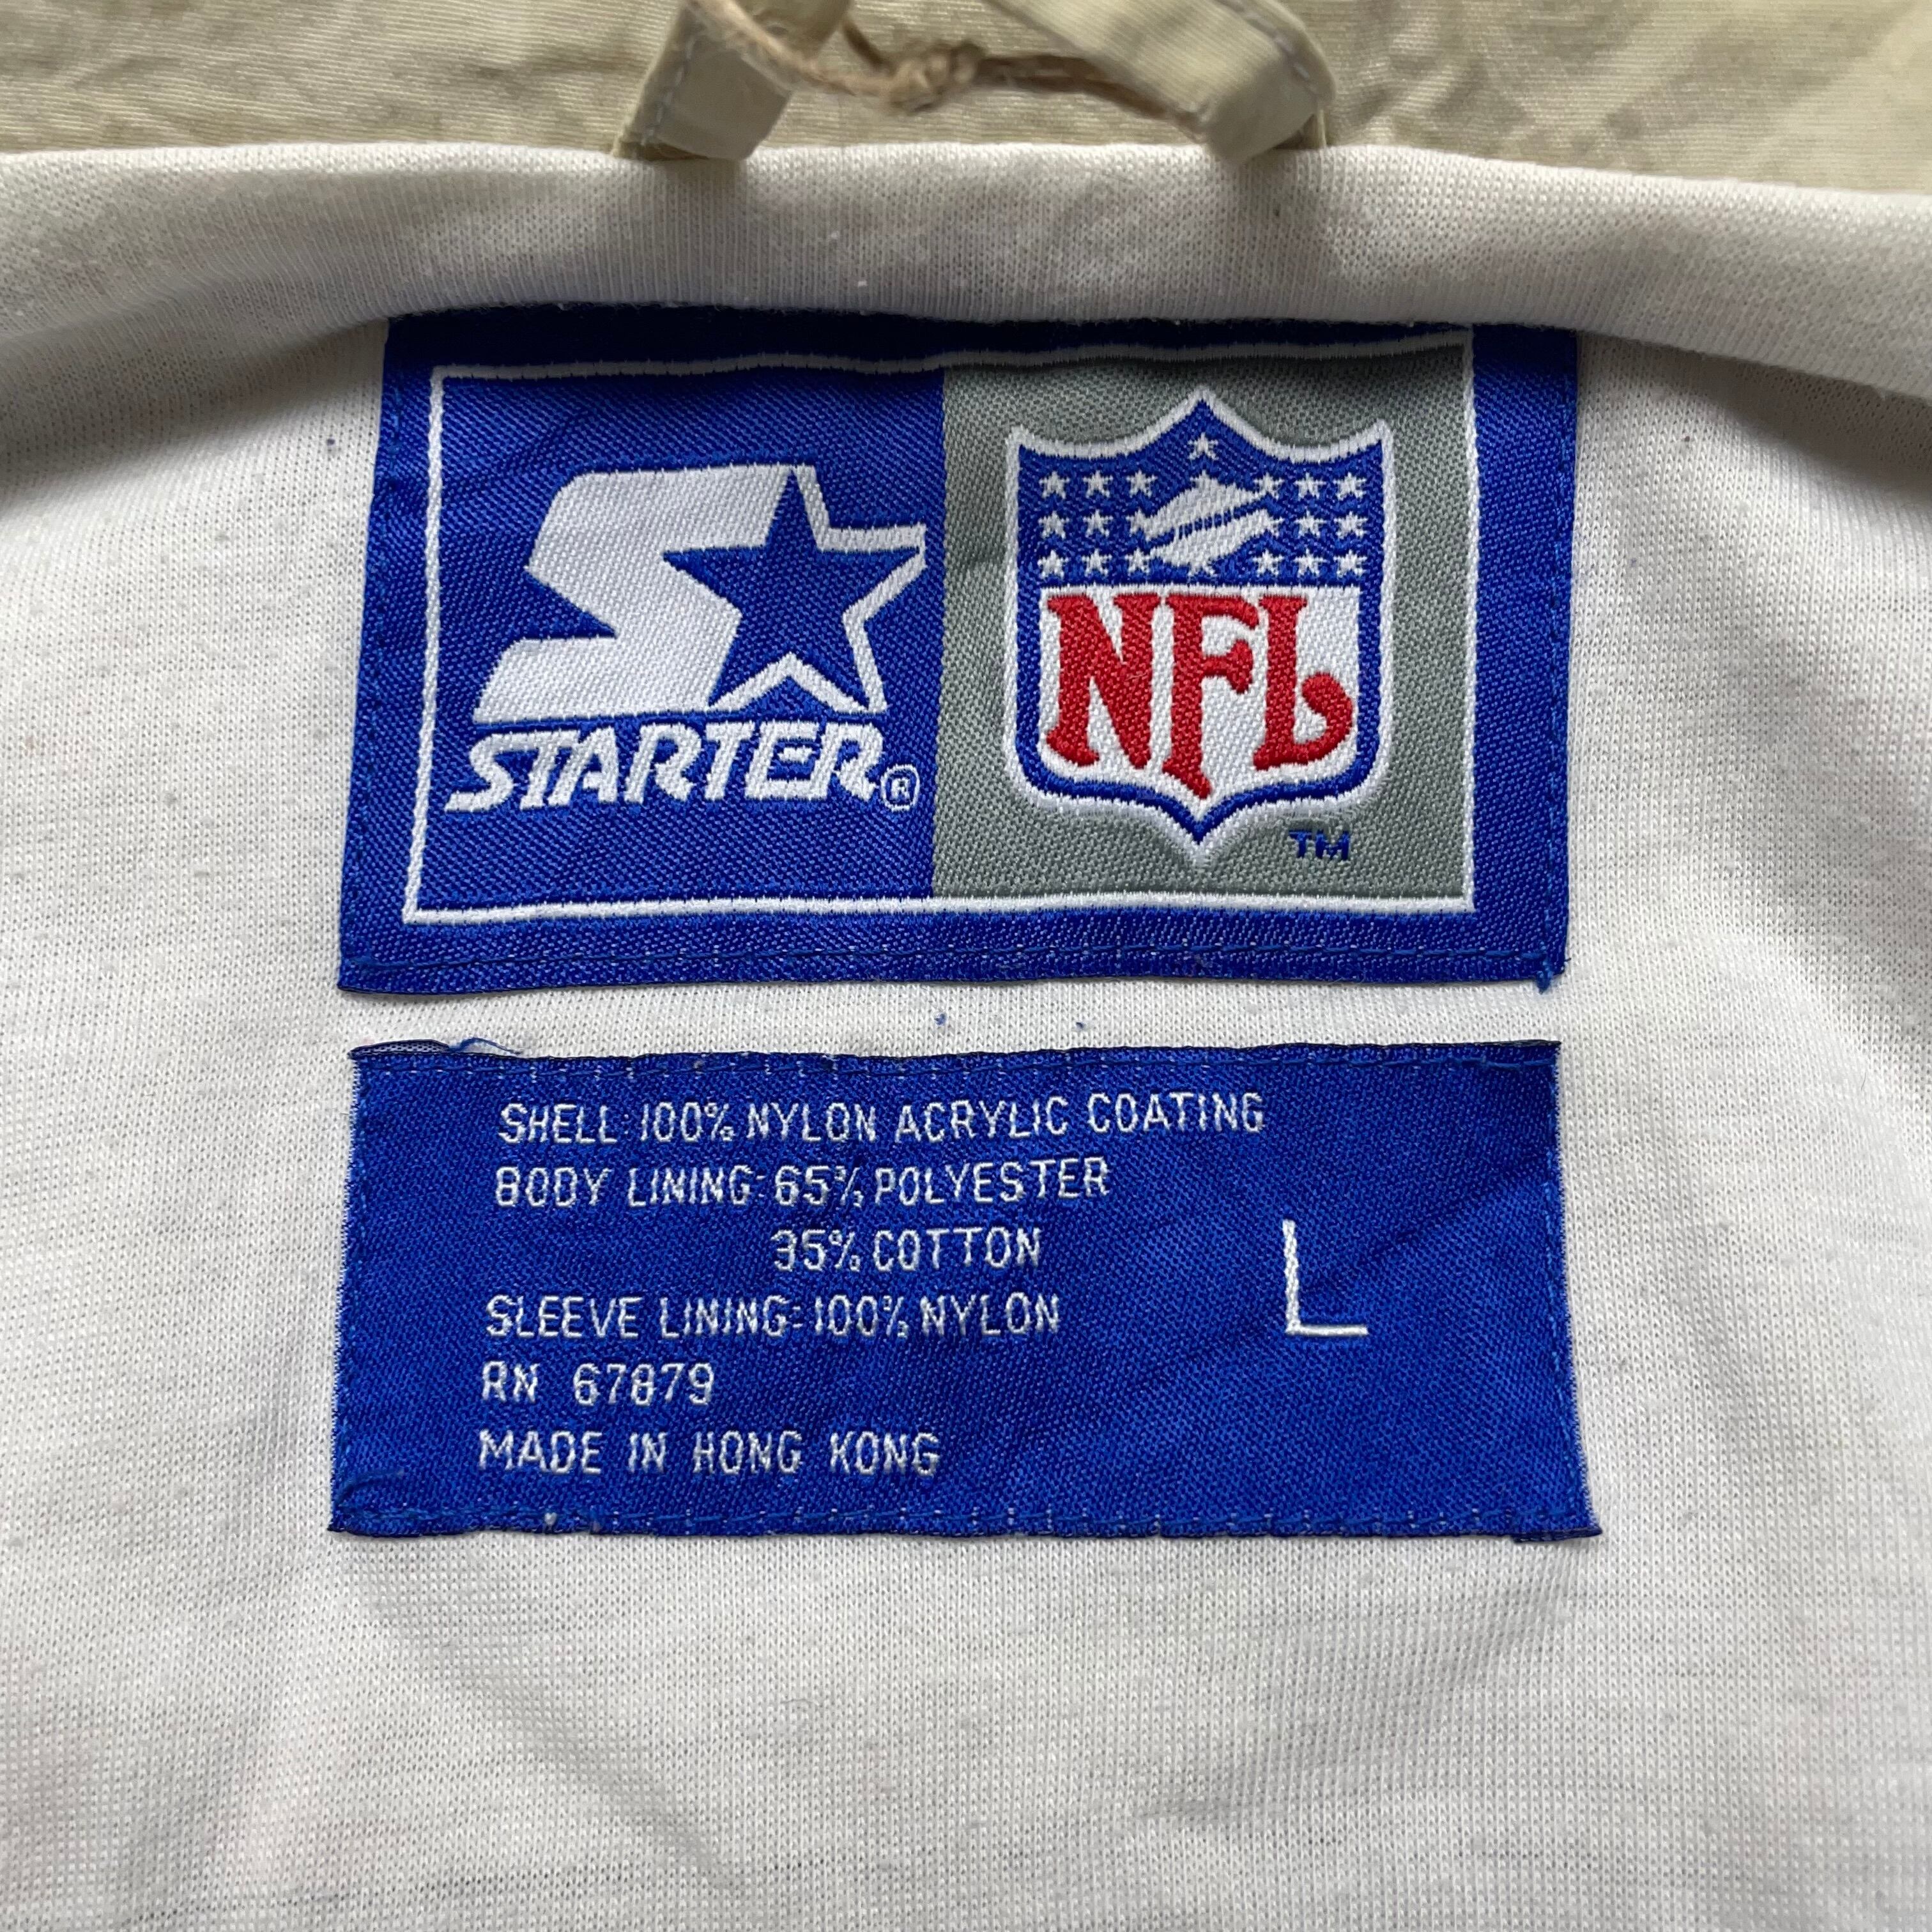 STARTER®
NFL
TM
SHELL: 100% NYLON ACRYLIC COATING
BODY LINING: 65% POLYESTER
35% COTTON
SLEEVE LINING: 100% NYLON
RN 67879
MADE IN HONG KONG
L